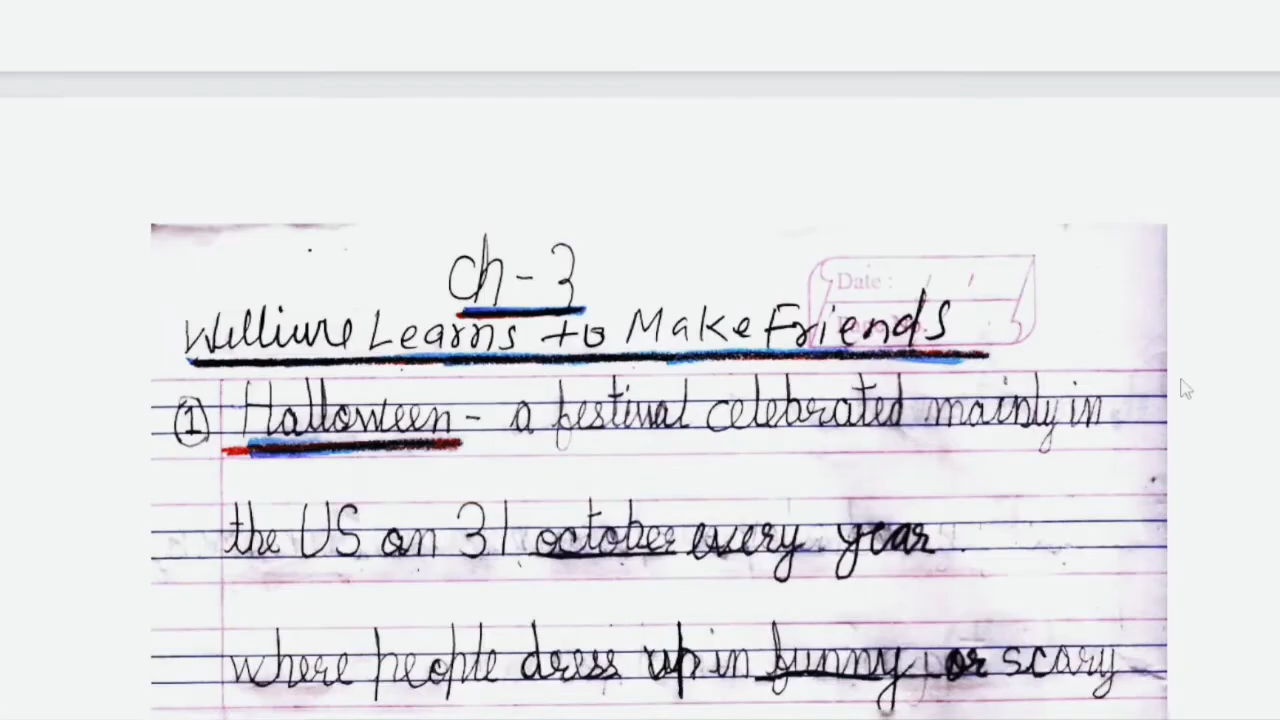 Ch-3
Date :
Learns to Make Friends
① Halloween - a festival celebrated mainly in
the US on 31 october every year.
where people dress up in funny, or scary